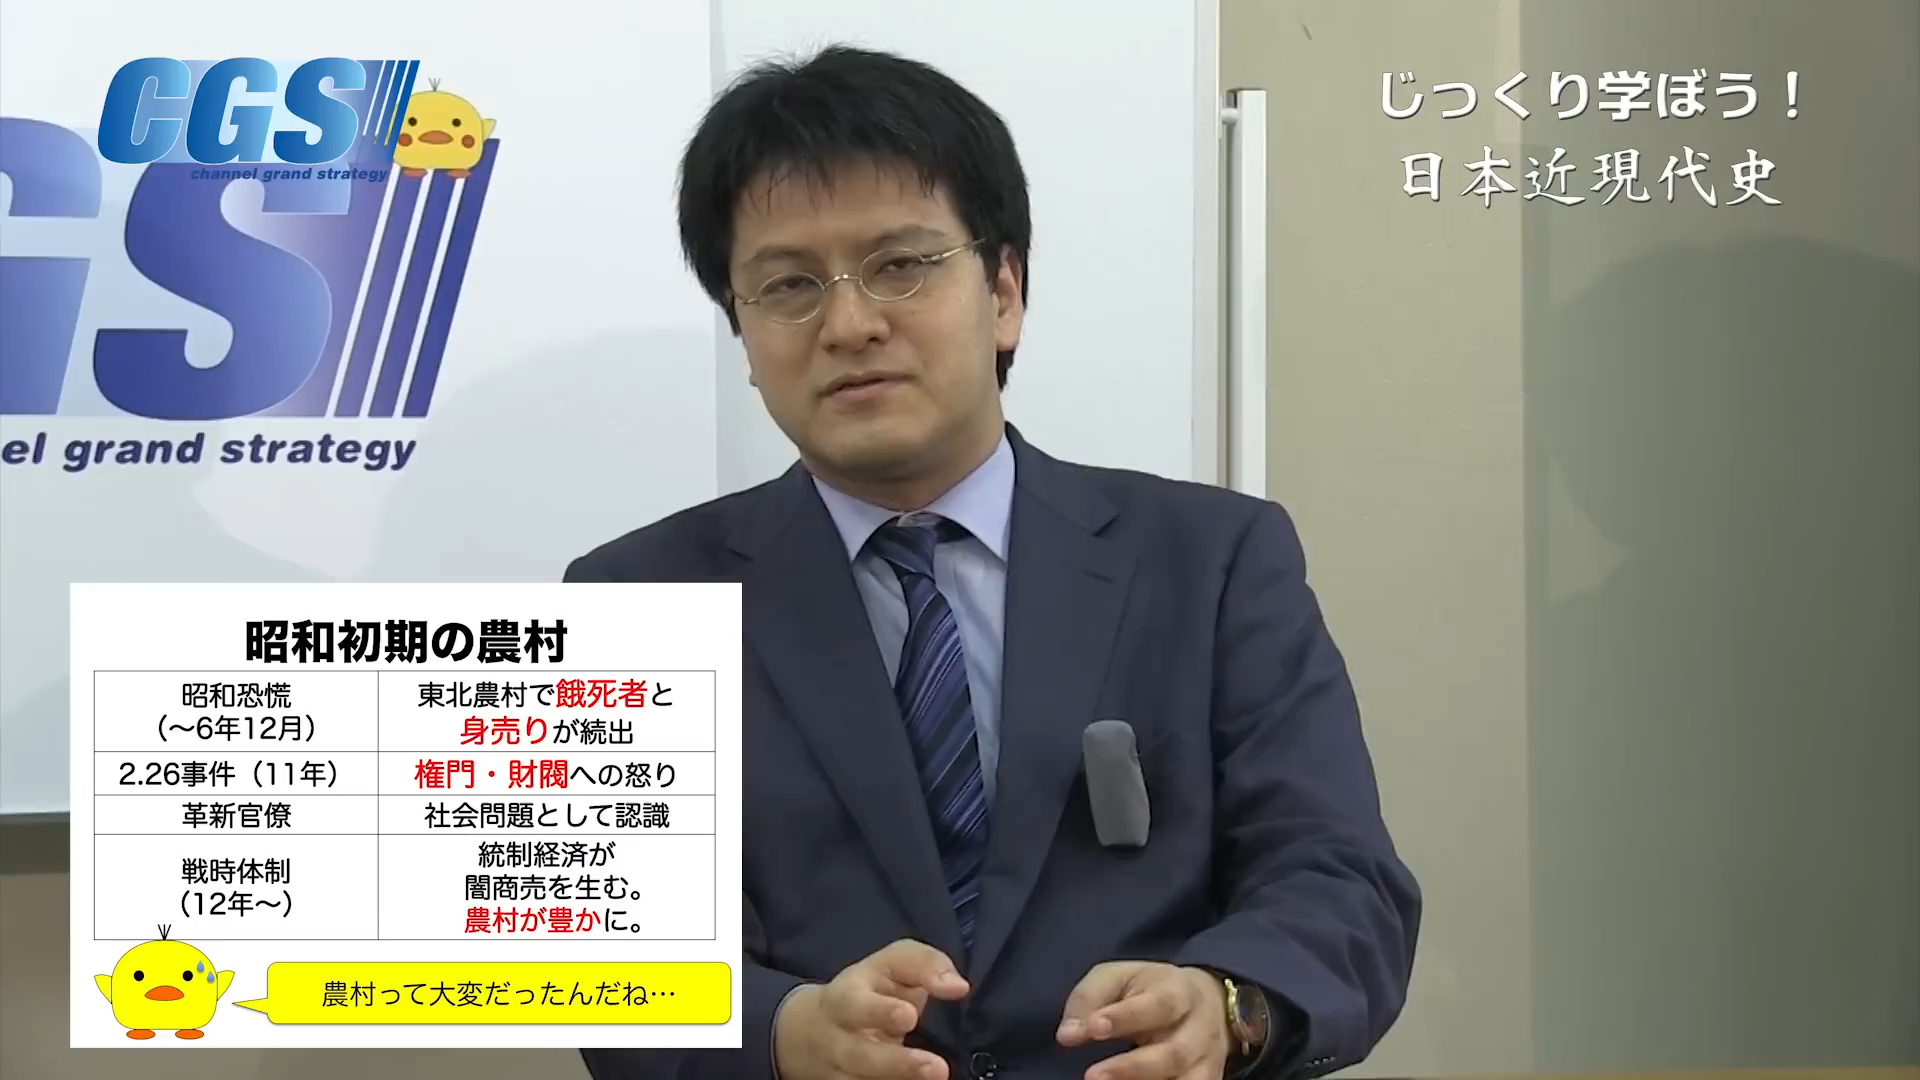 CGS
channel grand strategy
じっくり学ぼう！
日本近現代史
GS
el grand strategy
昭和初期の農村
昭和恐慌
（～6年12月）
東北農村で餓死者と
身売りが続出
2.26事件（11年）
権門・財閥への怒り
革新官僚
社会問題として認識
戦時体制
（12年～）
統制経済が
闇商売を生む。
農村が豊かに。
農村って大変だったんだね…